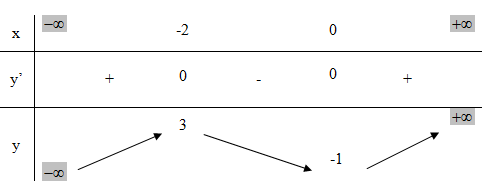 x -∞ -2 0 +∞
y’ + 0 - 0 +
3 +∞
y
-1
-∞